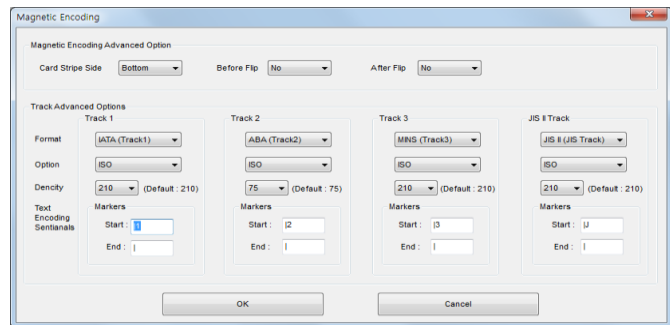 Magnetic Encoding
Magnetic Encoding Advanced Option
Card Stripe Side Bottom Before Flip No After Flip No
Track Advanced Options
Track 1 Track 2 Track 3 JIS II Track
Format IATA (Track1) ABA (Track2) MINS (Track3) JIS II (JIS Track)
Option ISO ISO ISO ISO
Dencity 210 (Default : 210) 75 (Default : 75) 210 (Default : 210) 210 (Default : 210)
Text Encoding Sentianals Markers Markers Markers Markers
Start : |1 Start : |2 Start : |3 Start : |J
End : | End : | End : | End : |
OK Cancel